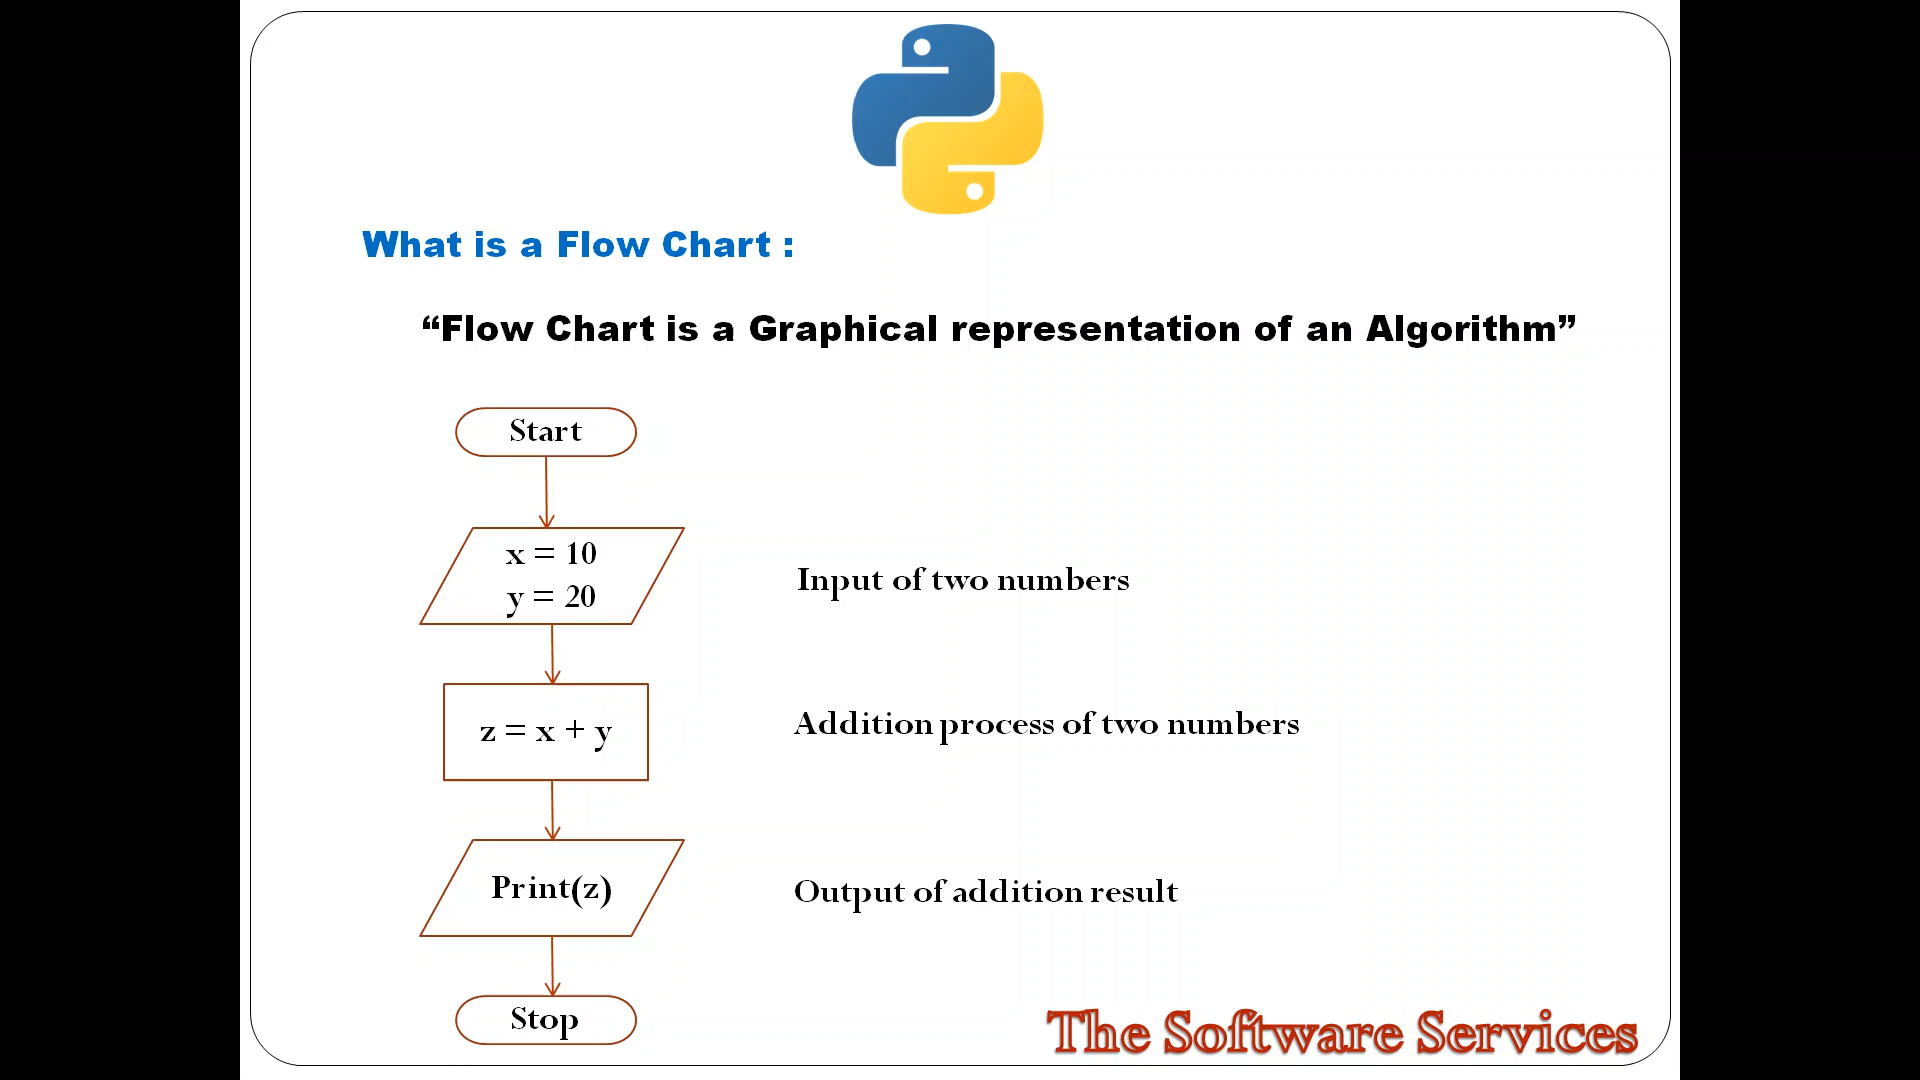 What is a Flow Chart :
“Flow Chart is a Graphical representation of an Algorithm”
Start
x = 10
y = 20
Input of two numbers
z = x + y
Addition process of two numbers
Print(z)
Output of addition result
Stop
The Software Services